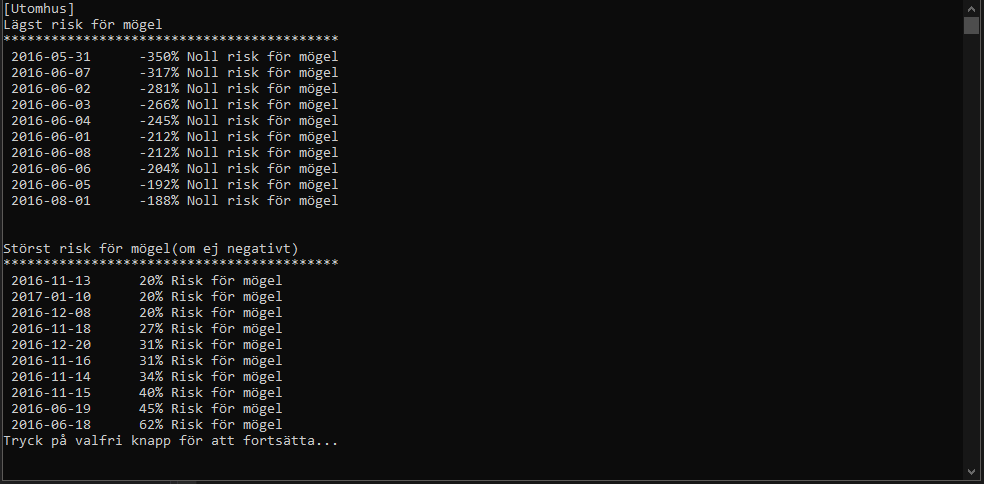 [Utomhus]
Lägst risk för mögel
******************************************
2016-05-31 -350% Noll risk för mögel
2016-06-07 -317% Noll risk för mögel
2016-06-02 -281% Noll risk för mögel
2016-06-03 -266% Noll risk för mögel
2016-06-04 -245% Noll risk för mögel
2016-06-01 -212% Noll risk för mögel
2016-06-08 -212% Noll risk för mögel
2016-06-06 -204% Noll risk för mögel
2016-06-05 -192% Noll risk för mögel
2016-08-01 -188% Noll risk för mögel
Störst risk för mögel(om ej negativt)
******************************************
2016-11-13 20% Risk för mögel
2017-01-10 20% Risk för mögel
2016-12-08 20% Risk för mögel
2016-11-18 27% Risk för mögel
2016-12-20 31% Risk för mögel
2016-11-16 31% Risk för mögel
2016-11-14 34% Risk för mögel
2016-11-15 40% Risk för mögel
2016-06-19 45% Risk för mögel
2016-06-18 62% Risk för mögel
Tryck på valfri knapp för att fortsätta...